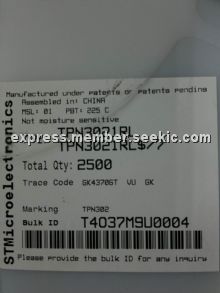 Manufactured under patents or patents pending
Assembled in: CHINA
MSL: 01 PBT: 225 C
Not moisture sensitive
TPN3021RL
express.member.seekic.com
TPN3021RL$7/
Total Qty: 2500
Trace Code GK4370GT VU GK
Marking TPN302
Bulk ID T4037M9U0004
Please provide the bulk ID for any inquiry
STMicroelectronics